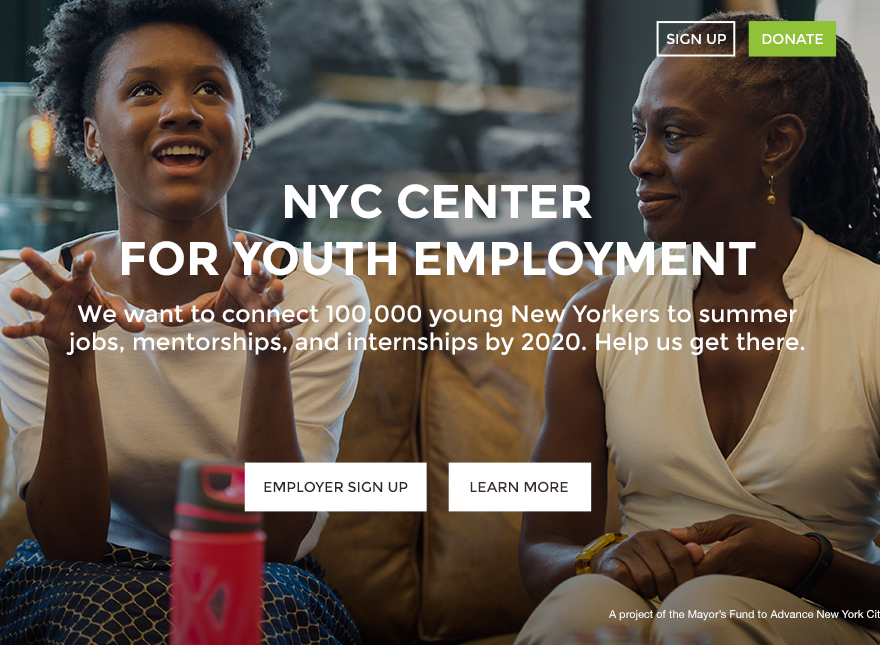 SIGN UP DONATE
NYC CENTER
FOR YOUTH EMPLOYMENT
We want to connect 100,000 young New Yorkers to summer
jobs, mentorships, and internships by 2020. Help us get there.
EMPLOYER SIGN UP LEARN MORE
A project of the Mayor's Fund to Advance New York Cit